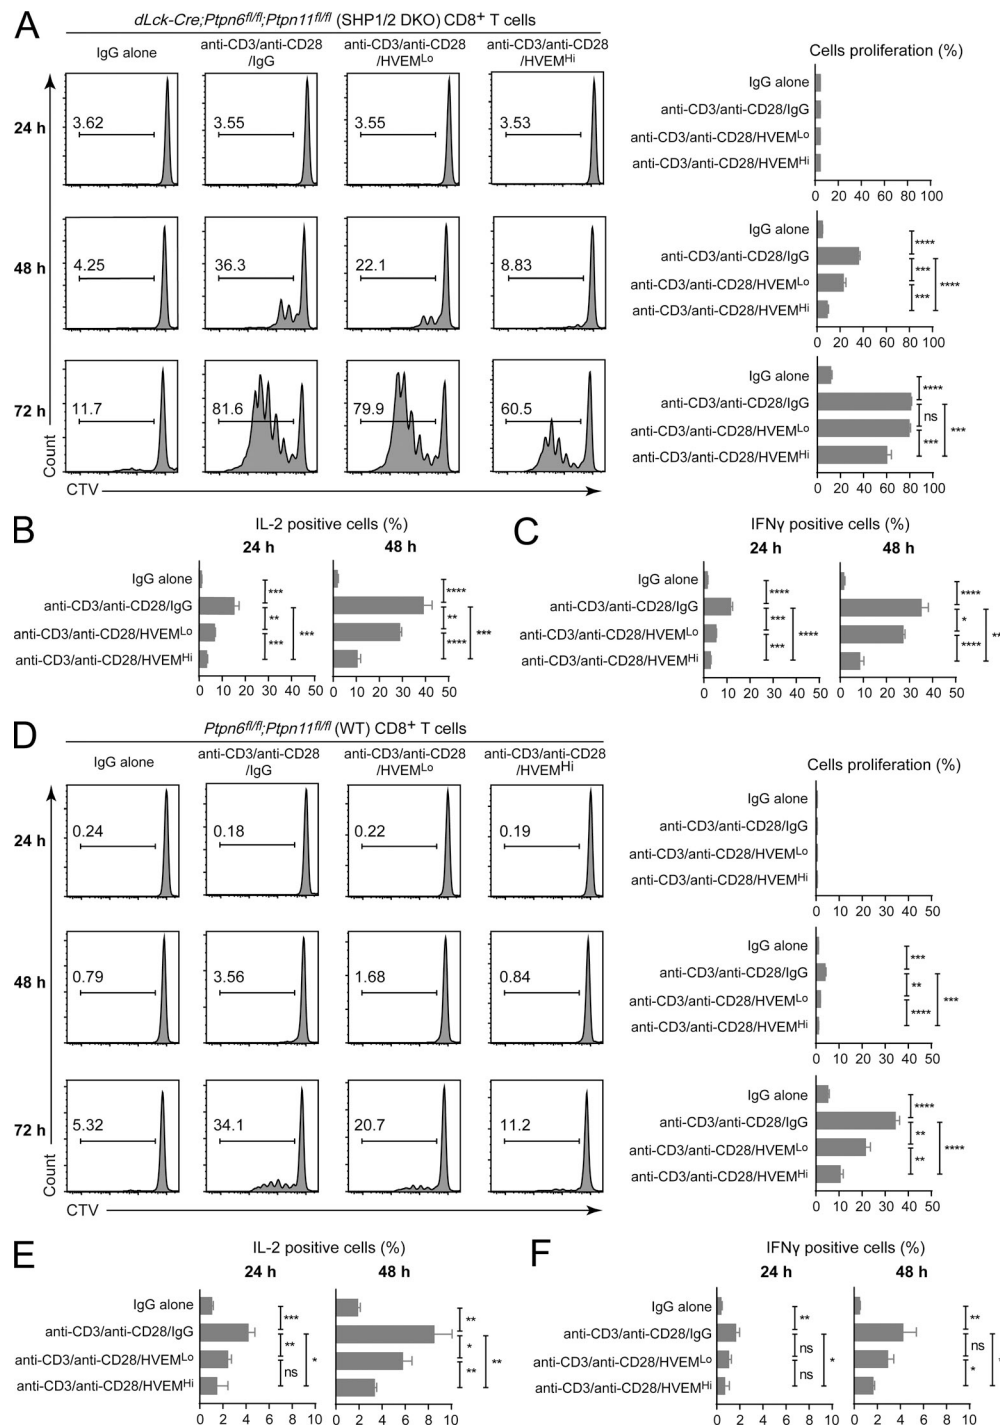 A
dLck-Cre;Ptpn6fl/fl;Ptpn11fl/fl (SHP1/2 DKO) CD8+ T cells
IgG alone
anti-CD3/anti-CD28
/IgG
anti-CD3/anti-CD28
/HVEMLo
anti-CD3/anti-CD28
/HVEMHi
24 h
3.62
3.55
3.55
3.53
48 h
4.25
36.3
22.1
8.83
72 h
11.7
81.6
79.9
60.5
Count
CTV
Cells proliferation (%)
IgG alone
anti-CD3/anti-CD28/IgG
anti-CD3/anti-CD28/HVEMLo
anti-CD3/anti-CD28/HVEMHi
0 20 40 60 80 100
IgG alone
anti-CD3/anti-CD28/IgG
anti-CD3/anti-CD28/HVEMLo
anti-CD3/anti-CD28/HVEMHi
****
***
***
****
0 20 40 60 80 100
IgG alone
anti-CD3/anti-CD28/IgG
anti-CD3/anti-CD28/HVEMLo
anti-CD3/anti-CD28/HVEMHi
****
ns
***
***
0 20 40 60 80 100
B
IL-2 positive cells (%)
24 h
48 h
IgG alone
anti-CD3/anti-CD28/IgG
anti-CD3/anti-CD28/HVEMLo
anti-CD3/anti-CD28/HVEMHi
***
**
***
***
****
**
****
***
0 10 20 30 40 50
0 10 20 30 40 50
C
IFNγ positive cells (%)
24 h
48 h
IgG alone
anti-CD3/anti-CD28/IgG
anti-CD3/anti-CD28/HVEMLo
anti-CD3/anti-CD28/HVEMHi
****
***
***
****
****
*
****
0 10 20 30 40 50
0 10 20 30 40 50
D
Ptpn6fl/fl;Ptpn11fl/fl (WT) CD8+ T cells
IgG alone
anti-CD3/anti-CD28
/IgG
anti-CD3/anti-CD28
/HVEMLo
anti-CD3/anti-CD28
/HVEMHi
24 h
0.24
0.18
0.22
0.19
48 h
0.79
3.56
1.68
0.84
72 h
5.32
34.1
20.7
11.2
Count
CTV
Cells proliferation (%)
IgG alone
anti-CD3/anti-CD28/IgG
anti-CD3/anti-CD28/HVEMLo
anti-CD3/anti-CD28/HVEMHi
0 10 20 30 40 50
IgG alone
anti-CD3/anti-CD28/IgG
anti-CD3/anti-CD28/HVEMLo
anti-CD3/anti-CD28/HVEMHi
***
**
****
***
0 10 20 30 40 50
IgG alone
anti-CD3/anti-CD28/IgG
anti-CD3/anti-CD28/HVEMLo
anti-CD3/anti-CD28/HVEMHi
****
**
**
****
0 10 20 30 40 50
E
IL-2 positive cells (%)
24 h
48 h
IgG alone
anti-CD3/anti-CD28/IgG
anti-CD3/anti-CD28/HVEMLo
anti-CD3/anti-CD28/HVEMHi
***
**
ns
*
**
*
**
**
0 2 4 6 8 10
0 2 4 6 8 10
F
IFNγ positive cells (%)
24 h
48 h
IgG alone
anti-CD3/anti-CD28/IgG
anti-CD3/anti-CD28/HVEMLo
anti-CD3/anti-CD28/HVEMHi
**
ns
ns
*
**
ns
*
0 2 4 6 8 10
0 2 4 6 8 10